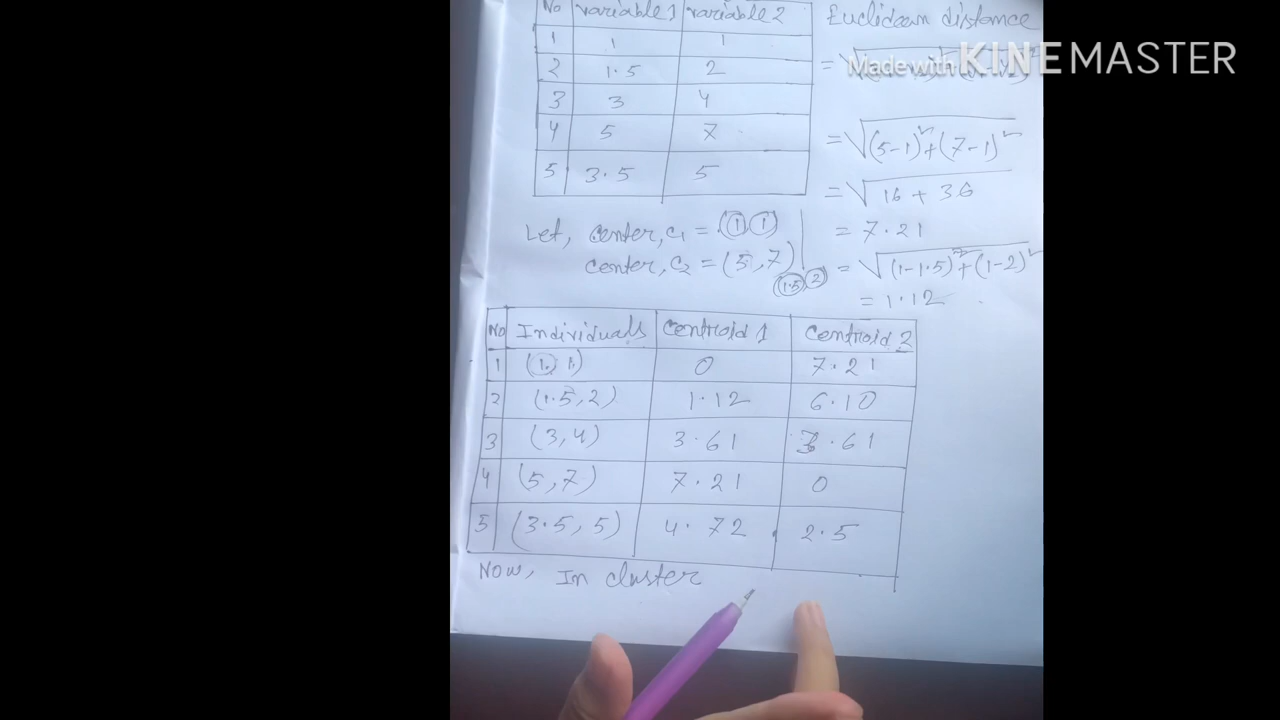 No variable 1 variable 2
1 1 1
2 1.5 2
3 3 4
4 5 7
5 3.5 5
Let, center, c₁ = (1, 1)
center, c₂ = (5, 7)
(1.5, 2)
Euclidean distance
Made with KINEMASTER
= √(5-1)²+(7-1)²
= √16 + 36
= 7.21
= √(1-1.5)²+(1-2)²
= 1.12
No Individuals Centroid 1 Centroid 2
1 (1, 1) 0 7.21
2 (1.5, 2) 1.12 6.10
3 (3, 4) 3.61 3.61
4 (5, 7) 7.21 0
5 (3.5, 5) 4.72 2.5
Now, In cluster